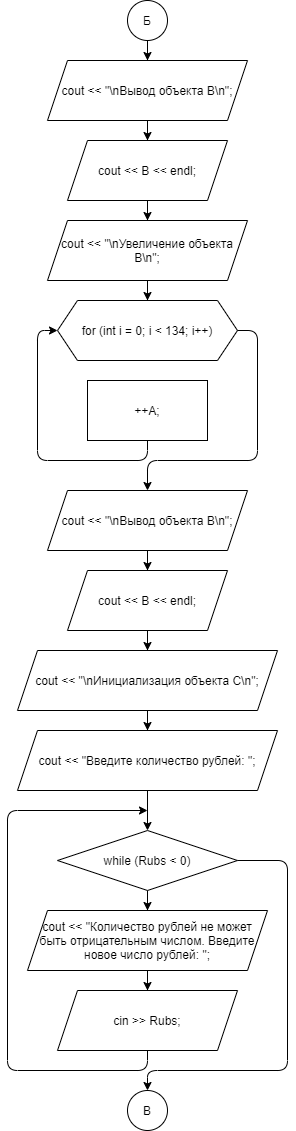 Б
cout << "\nВывод объекта B\n";
cout << B << endl;
cout << "\nУвеличение объекта
B\n";
for (int i = 0; i < 134; i++)
++A;
cout << "\nВывод объекта B\n";
cout << B << endl;
cout << "\nИнициализация объекта C\n";
cout << "Введите количество рублей: ";
while (Rubs < 0)
cout << "Количество рублей не может
быть отрицательным числом. Введите
новое число рублей: ";
cin >> Rubs;
В